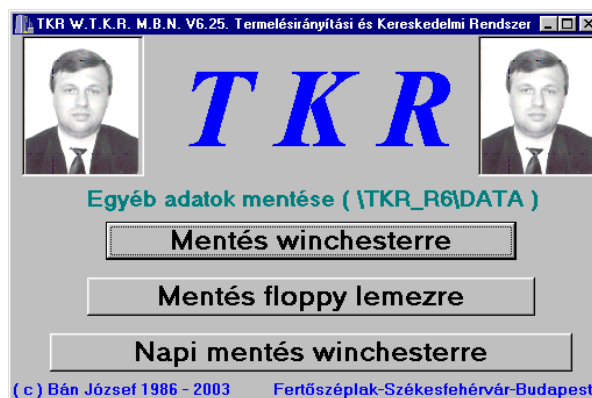 TKR W.T.K.R. M.B.N. V6.25. Termelésirányítási és Kereskedelmi Rendszer
T K R
Egyéb adatok mentése ( \TKR_R6\DATA )
Mentés winchesterre
Mentés floppy lemezre
Napi mentés winchesterre
( c ) Bán József 1986 - 2003 Fertőszéplak-Székesfehérvár-Budapest